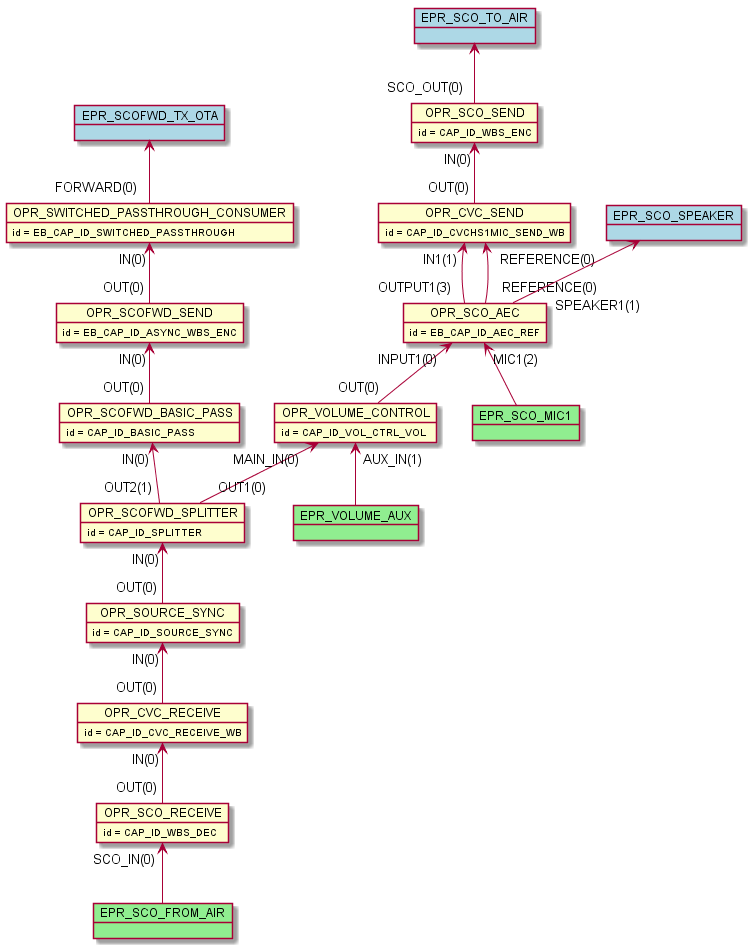 EPR_SCO_TO_AIR
SCO_OUT(0)
EPR_SCOFWD_TX_OTA
OPR_SCO_SEND
id = CAP_ID_WBS_ENC
IN(0)
FORWARD(0)
OUT(0)
OPR_SWITCHED_PASSTHROUGH_CONSUMER
id = EB_CAP_ID_SWITCHED_PASSTHROUGH
OPR_CVC_SEND
id = CAP_ID_CVCHS1MIC_SEND_WB
EPR_SCO_SPEAKER
IN(0)
IN1(1)
REFERENCE(0)
OUT(0)
OUTPUT1(3)
REFERENCE(0)
SPEAKER1(1)
OPR_SCOFWD_SEND
id = EB_CAP_ID_ASYNC_WBS_ENC
OPR_SCO_AEC
id = EB_CAP_ID_AEC_REF
IN(0)
INPUT1(0)
MIC1(2)
OUT(0)
OUT(0)
OPR_SCOFWD_BASIC_PASS
id = CAP_ID_BASIC_PASS
OPR_VOLUME_CONTROL
id = CAP_ID_VOL_CTRL_VOL
EPR_SCO_MIC1
IN(0)
MAIN_IN(0)
AUX_IN(1)
OUT2(1)
OUT1(0)
OPR_SCOFWD_SPLITTER
id = CAP_ID_SPLITTER
EPR_VOLUME_AUX
IN(0)
OUT(0)
OPR_SOURCE_SYNC
id = CAP_ID_SOURCE_SYNC
IN(0)
OUT(0)
OPR_CVC_RECEIVE
id = CAP_ID_CVC_RECEIVE_WB
IN(0)
OUT(0)
OPR_SCO_RECEIVE
id = CAP_ID_WBS_DEC
SCO_IN(0)
EPR_SCO_FROM_AIR